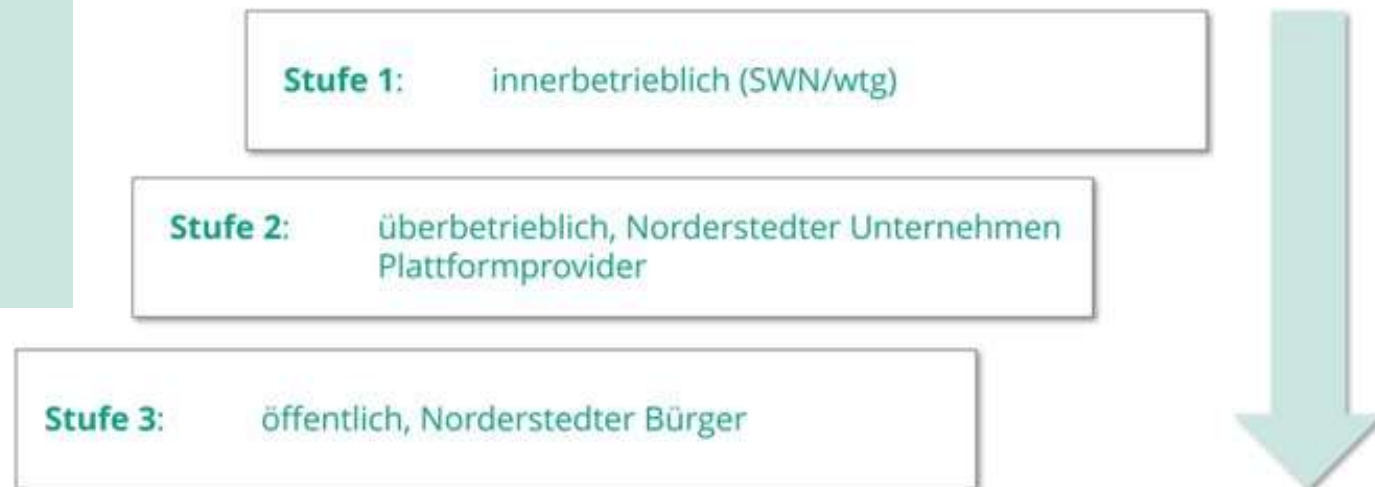 Stufe 1: innerbetrieblich (SWN/wtg)
Stufe 2: überbetrieblich, Norderstedter Unternehmen
Plattformprovider
Stufe 3: öffentlich, Norderstedter Bürger